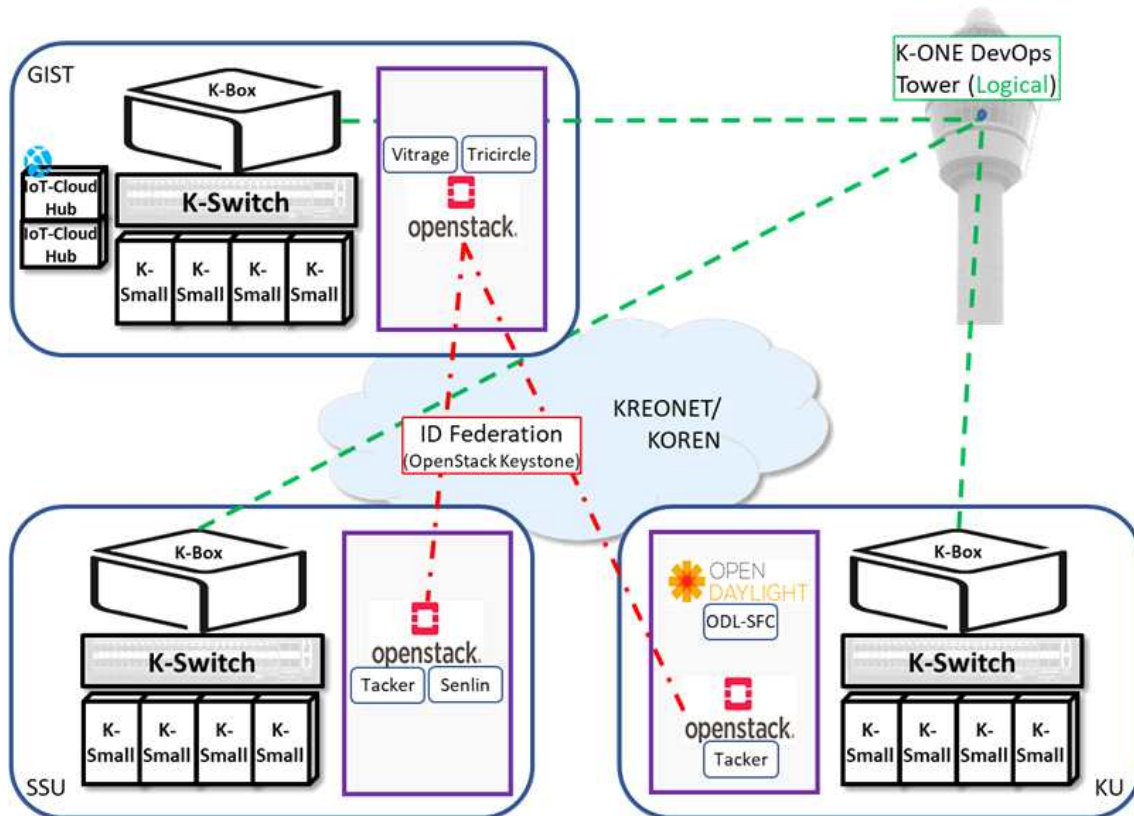 GIST
K-Box
IoT-Cloud
Hub
IoT-Cloud
Hub
K-Switch
K-
Small
K-
Small
K-
Small
K-
Small
Vitrage
Tricircle
openstack.
K-ONE DevOps
Tower (Logical)
KREONET/
KOREN
ID Federation
(OpenStack Keystone)
K-Box
K-Switch
K-
Small
K-
Small
K-
Small
K-
Small
SSU
openstack.
Tacker
Senlin
OPEN
DAYLIGHT
ODL-SFC
openstack.
Tacker
K-Box
K-Switch
K-
Small
K-
Small
K-
Small
K-
Small
KU